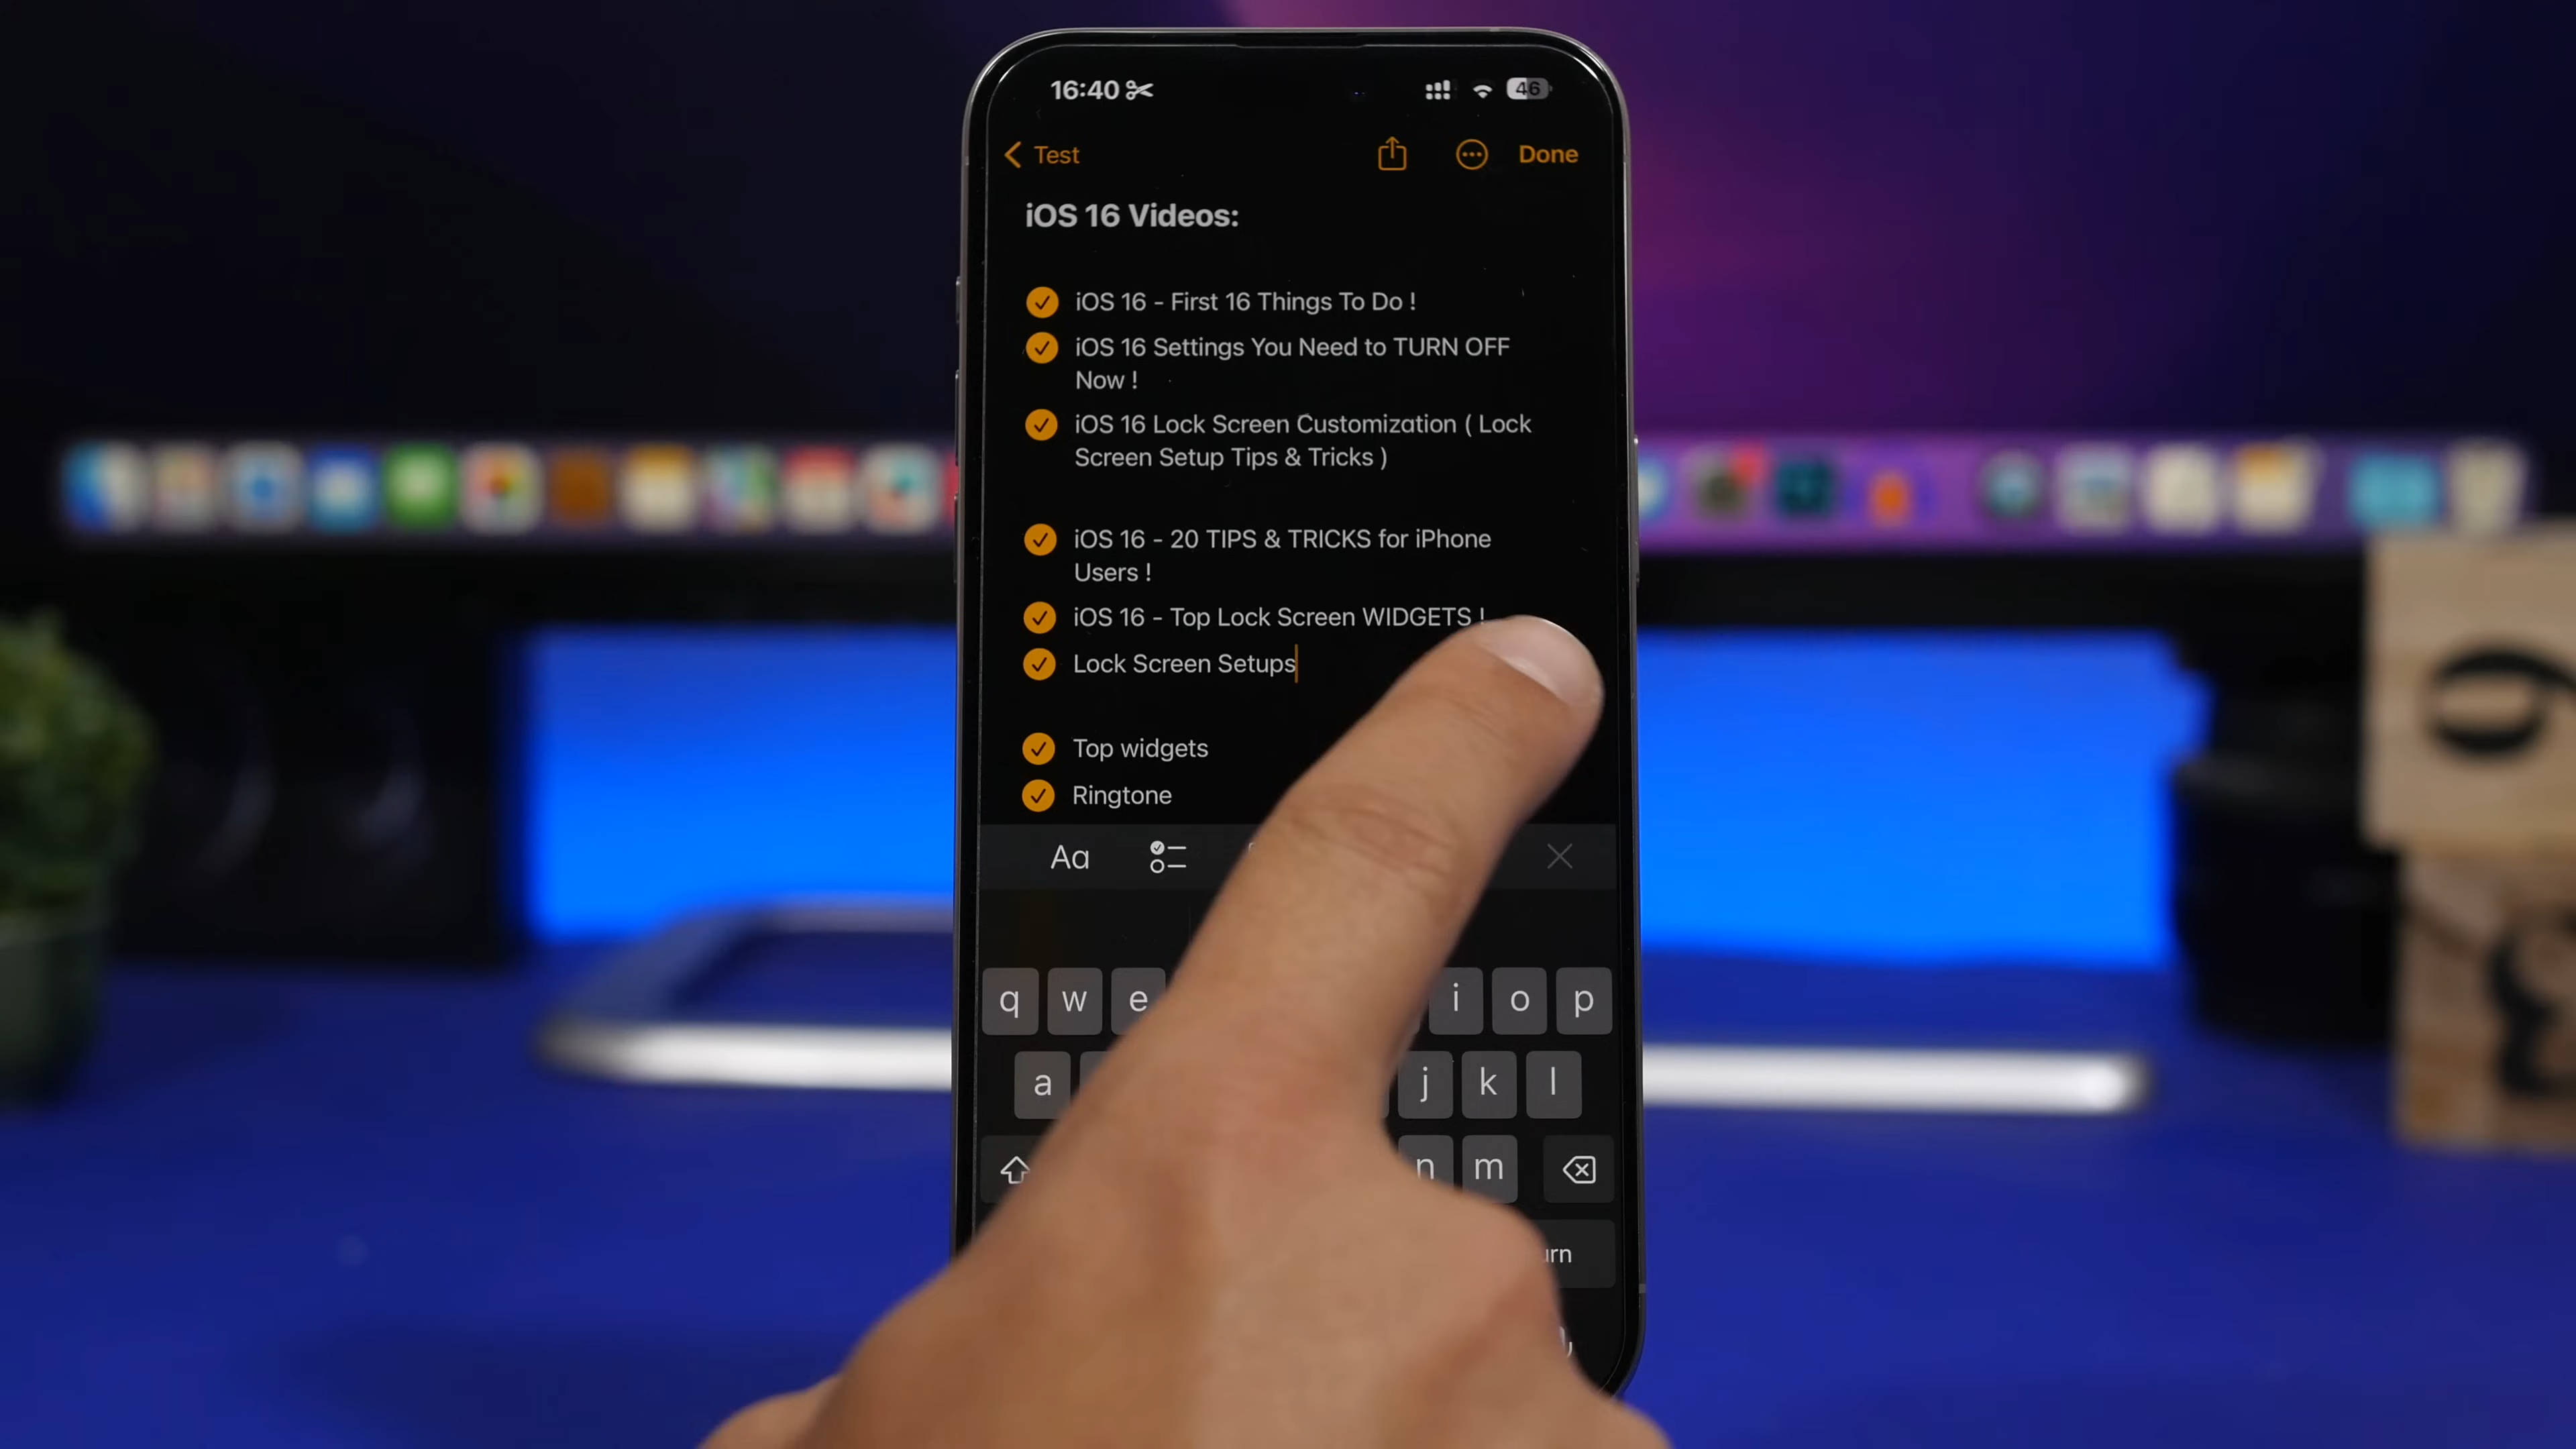 16:40
46
Test
Done
iOS 16 Videos:
iOS 16 - First 16 Things To Do !
iOS 16 Settings You Need to TURN OFF
Now !
iOS 16 Lock Screen Customization ( Lock
Screen Setup Tips & Tricks )
iOS 16 - 20 TIPS & TRICKS for iPhone
Users !
iOS 16 - Top Lock Screen WIDGETS !
Lock Screen Setups
Top widgets
Ringtone
Aa
q w e i o p
a j k l
n m
urn